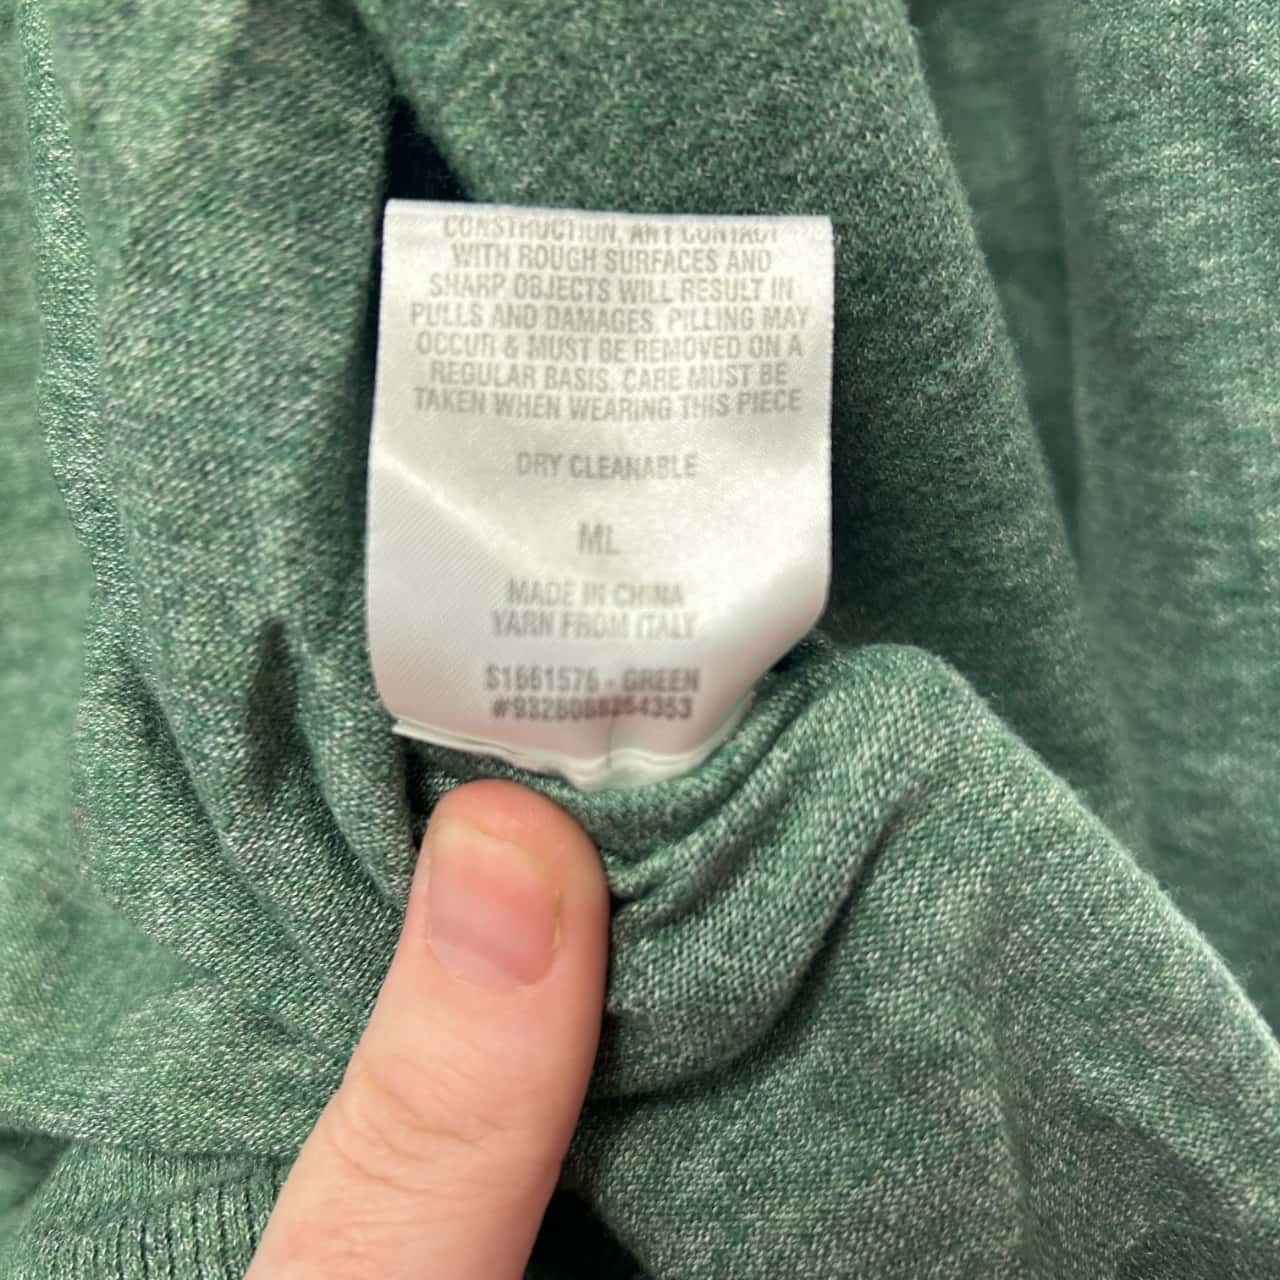 CONSTRUCTION, ANY CONTACT
WITH ROUGH SURFACES AND
SHARP OBJECTS WILL RESULT IN
PULLS AND DAMAGES. PILLING MAY
OCCUR & MUST BE REMOVED ON A
REGULAR BASIS. CARE MUST BE
TAKEN WHEN WEARING THIS PIECE
DRY CLEANABLE
ML
MADE IN CHINA
YARN FROM ITALY
S1661576 - GREEN
#9328088254353